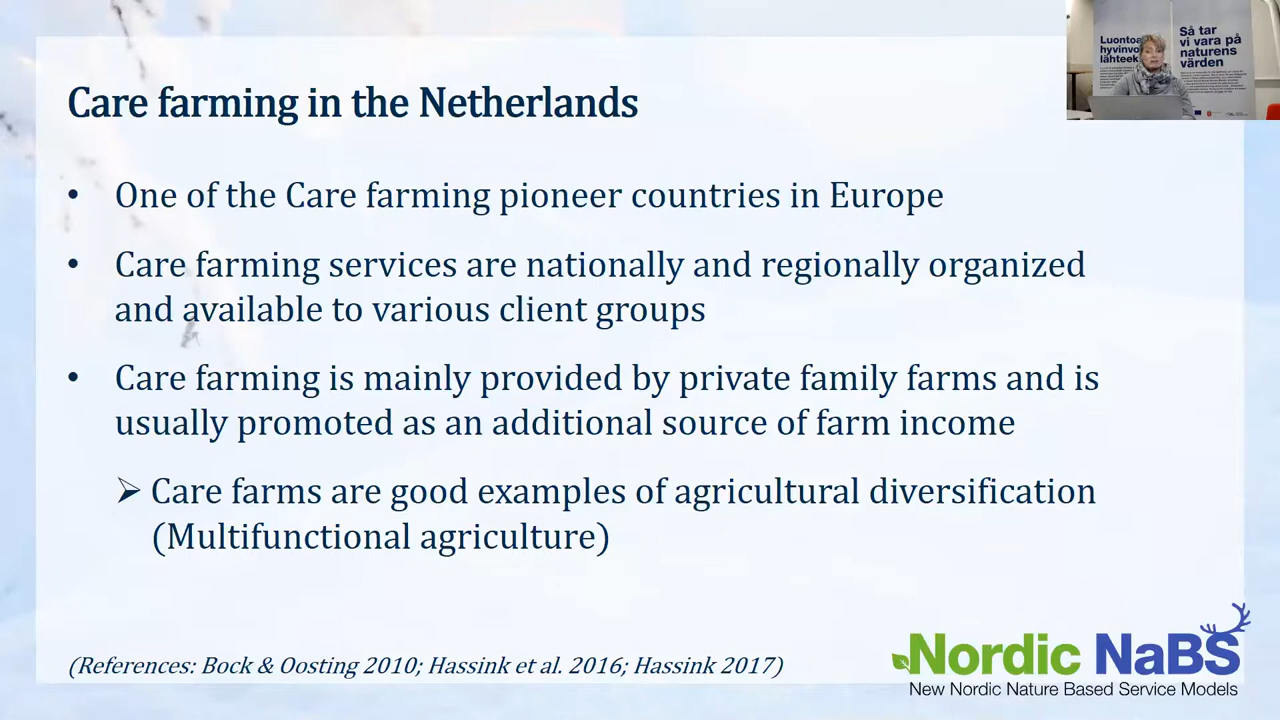 Care farming in the Netherlands
• One of the Care farming pioneer countries in Europe
• Care farming services are nationally and regionally organized
and available to various client groups
• Care farming is mainly provided by private family farms and is
usually promoted as an additional source of farm income
➢ Care farms are good examples of agricultural diversification
(Multifunctional agriculture)
(References: Bock & Oosting 2010; Hassink et al. 2016; Hassink 2017)
Nordic NaBS
New Nordic Nature Based Service Models
Så tar
vi vara på
naturens
värden